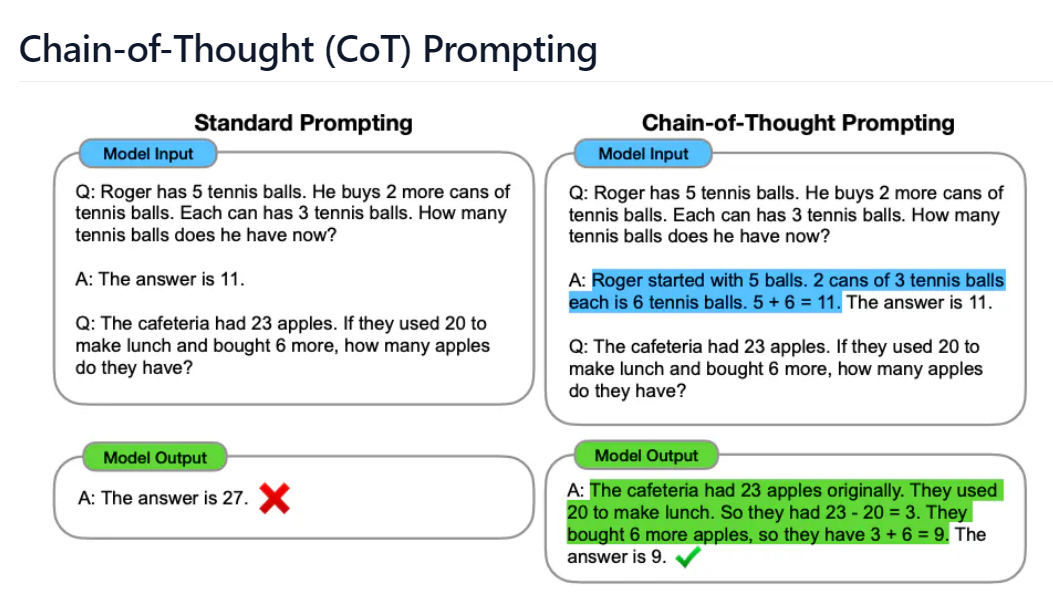 Chain-of-Thought (CoT) Prompting
Standard Prompting
Model Input
Q: Roger has 5 tennis balls. He buys 2 more cans of
tennis balls. Each can has 3 tennis balls. How many
tennis balls does he have now?
A: The answer is 11.
Q: The cafeteria had 23 apples. If they used 20 to
make lunch and bought 6 more, how many apples
do they have?
Model Output
A: The answer is 27.
Chain-of-Thought Prompting
Model Input
Q: Roger has 5 tennis balls. He buys 2 more cans of
tennis balls. Each can has 3 tennis balls. How many
tennis balls does he have now?
A: Roger started with 5 balls. 2 cans of 3 tennis balls
each is 6 tennis balls. 5 + 6 = 11. The answer is 11.
Q: The cafeteria had 23 apples. If they used 20 to
make lunch and bought 6 more, how many apples
do they have?
Model Output
A: The cafeteria had 23 apples originally. They used
20 to make lunch. So they had 23 - 20 = 3. They
bought 6 more apples, so they have 3 + 6 = 9. The
answer is 9.